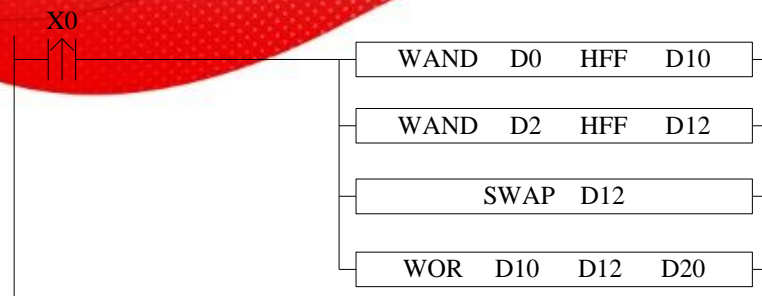 X0
WAND D0 HFF D10
WAND D2 HFF D12
SWAP D12
WOR D10 D12 D20